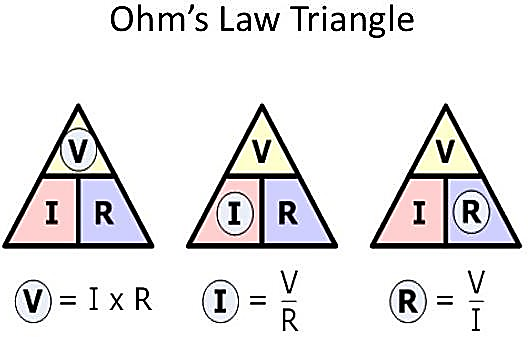 Ohm's Law Triangle
V
I R
V = I x R
V
I R
I = V/R
V
I R
R = V/I